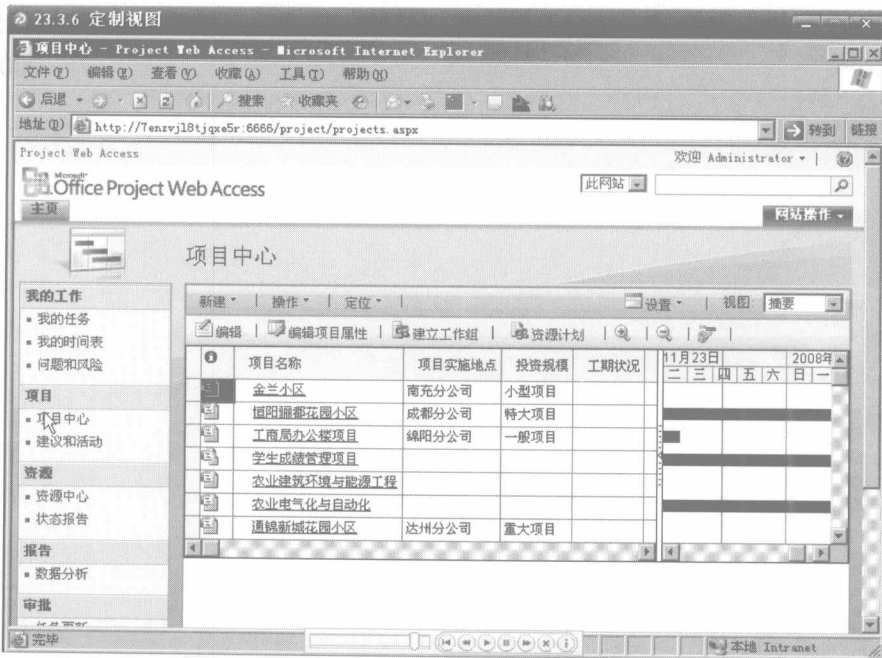 23.3.6 定制视图
项目中心 - Project Web Access - Microsoft Internet Explorer
文件(F) 编辑(E) 查看(V) 收藏(A) 工具(T) 帮助(H)
后退 搜索 收藏夹
地址(D) http://7enzvjl8tjqxe5r:6666/project/projects.aspx 转到 链接
Project Web Access 欢迎 Administrator
Microsoft
Office Project Web Access 此网站
主页 网站操作
项目中心
我的工作
我的任务
我的时间表
问题和风险
项目
项目中心
建议和活动
资源
资源中心
状态报告
报告
数据分析
审批
新建 | 操作 | 定位 | 设置 | 视图: 摘要
编辑 | 编辑项目属性 | 建立工作组 | 资源计划
项目名称 项目实施地点 投资规模 工期状况 11月23日 2008年
二 三 四 五 六 日 一
金兰小区 南充分公司 小型项目
恒阳骊都花园小区 成都分公司 特大项目
工商局办公楼项目 绵阳分公司 一般项目
学生成绩管理项目
农业建筑环境与能源工程
农业电气化与自动化
通锦新城花园小区 达州分公司 重大项目
完毕 本地 Intranet